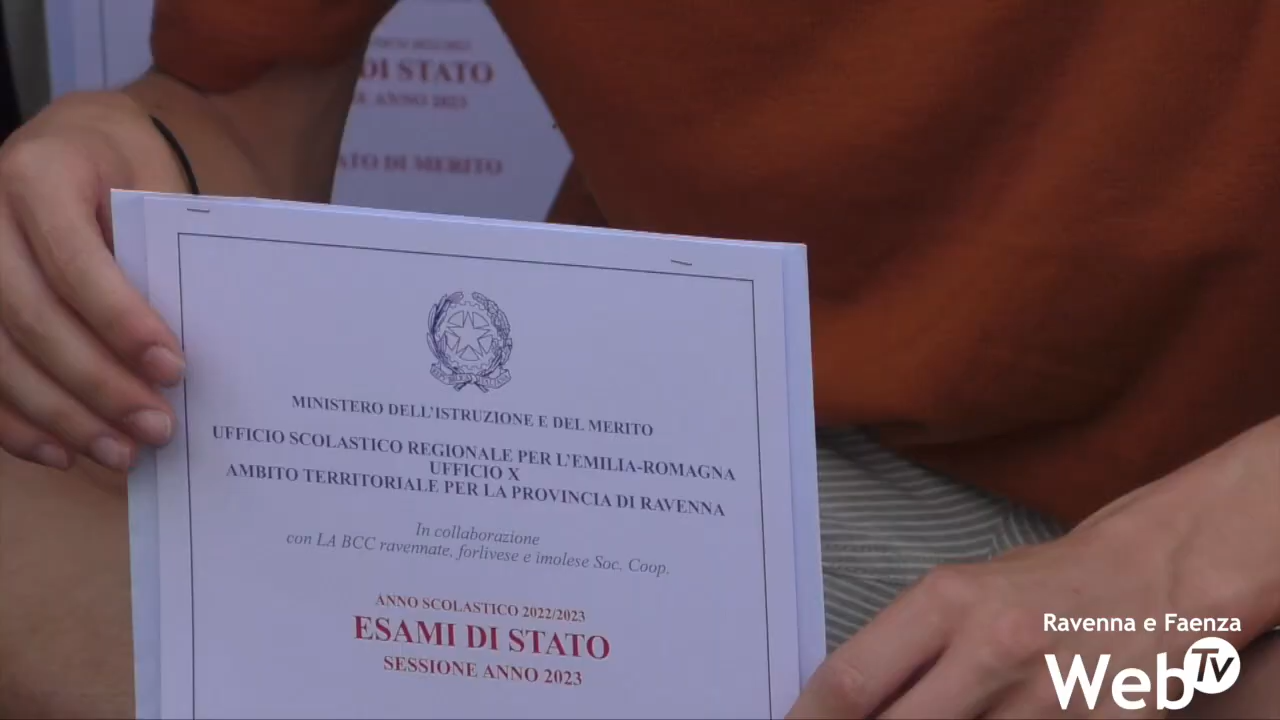 DI STATO
ANNO 2023
DI MERITO
MINISTERO DELL'ISTRUZIONE E DEL MERITO
UFFICIO SCOLASTICO REGIONALE PER L'EMILIA-ROMAGNA
UFFICIO X
AMBITO TERRITORIALE PER LA PROVINCIA DI RAVENNA
In collaborazione
con LA BCC ravennate, forlivese e imolese Soc. Coop.
ANNO SCOLASTICO 2022/2023
ESAMI DI STATO
SESSIONE ANNO 2023
Ravenna e Faenza
Web Tv